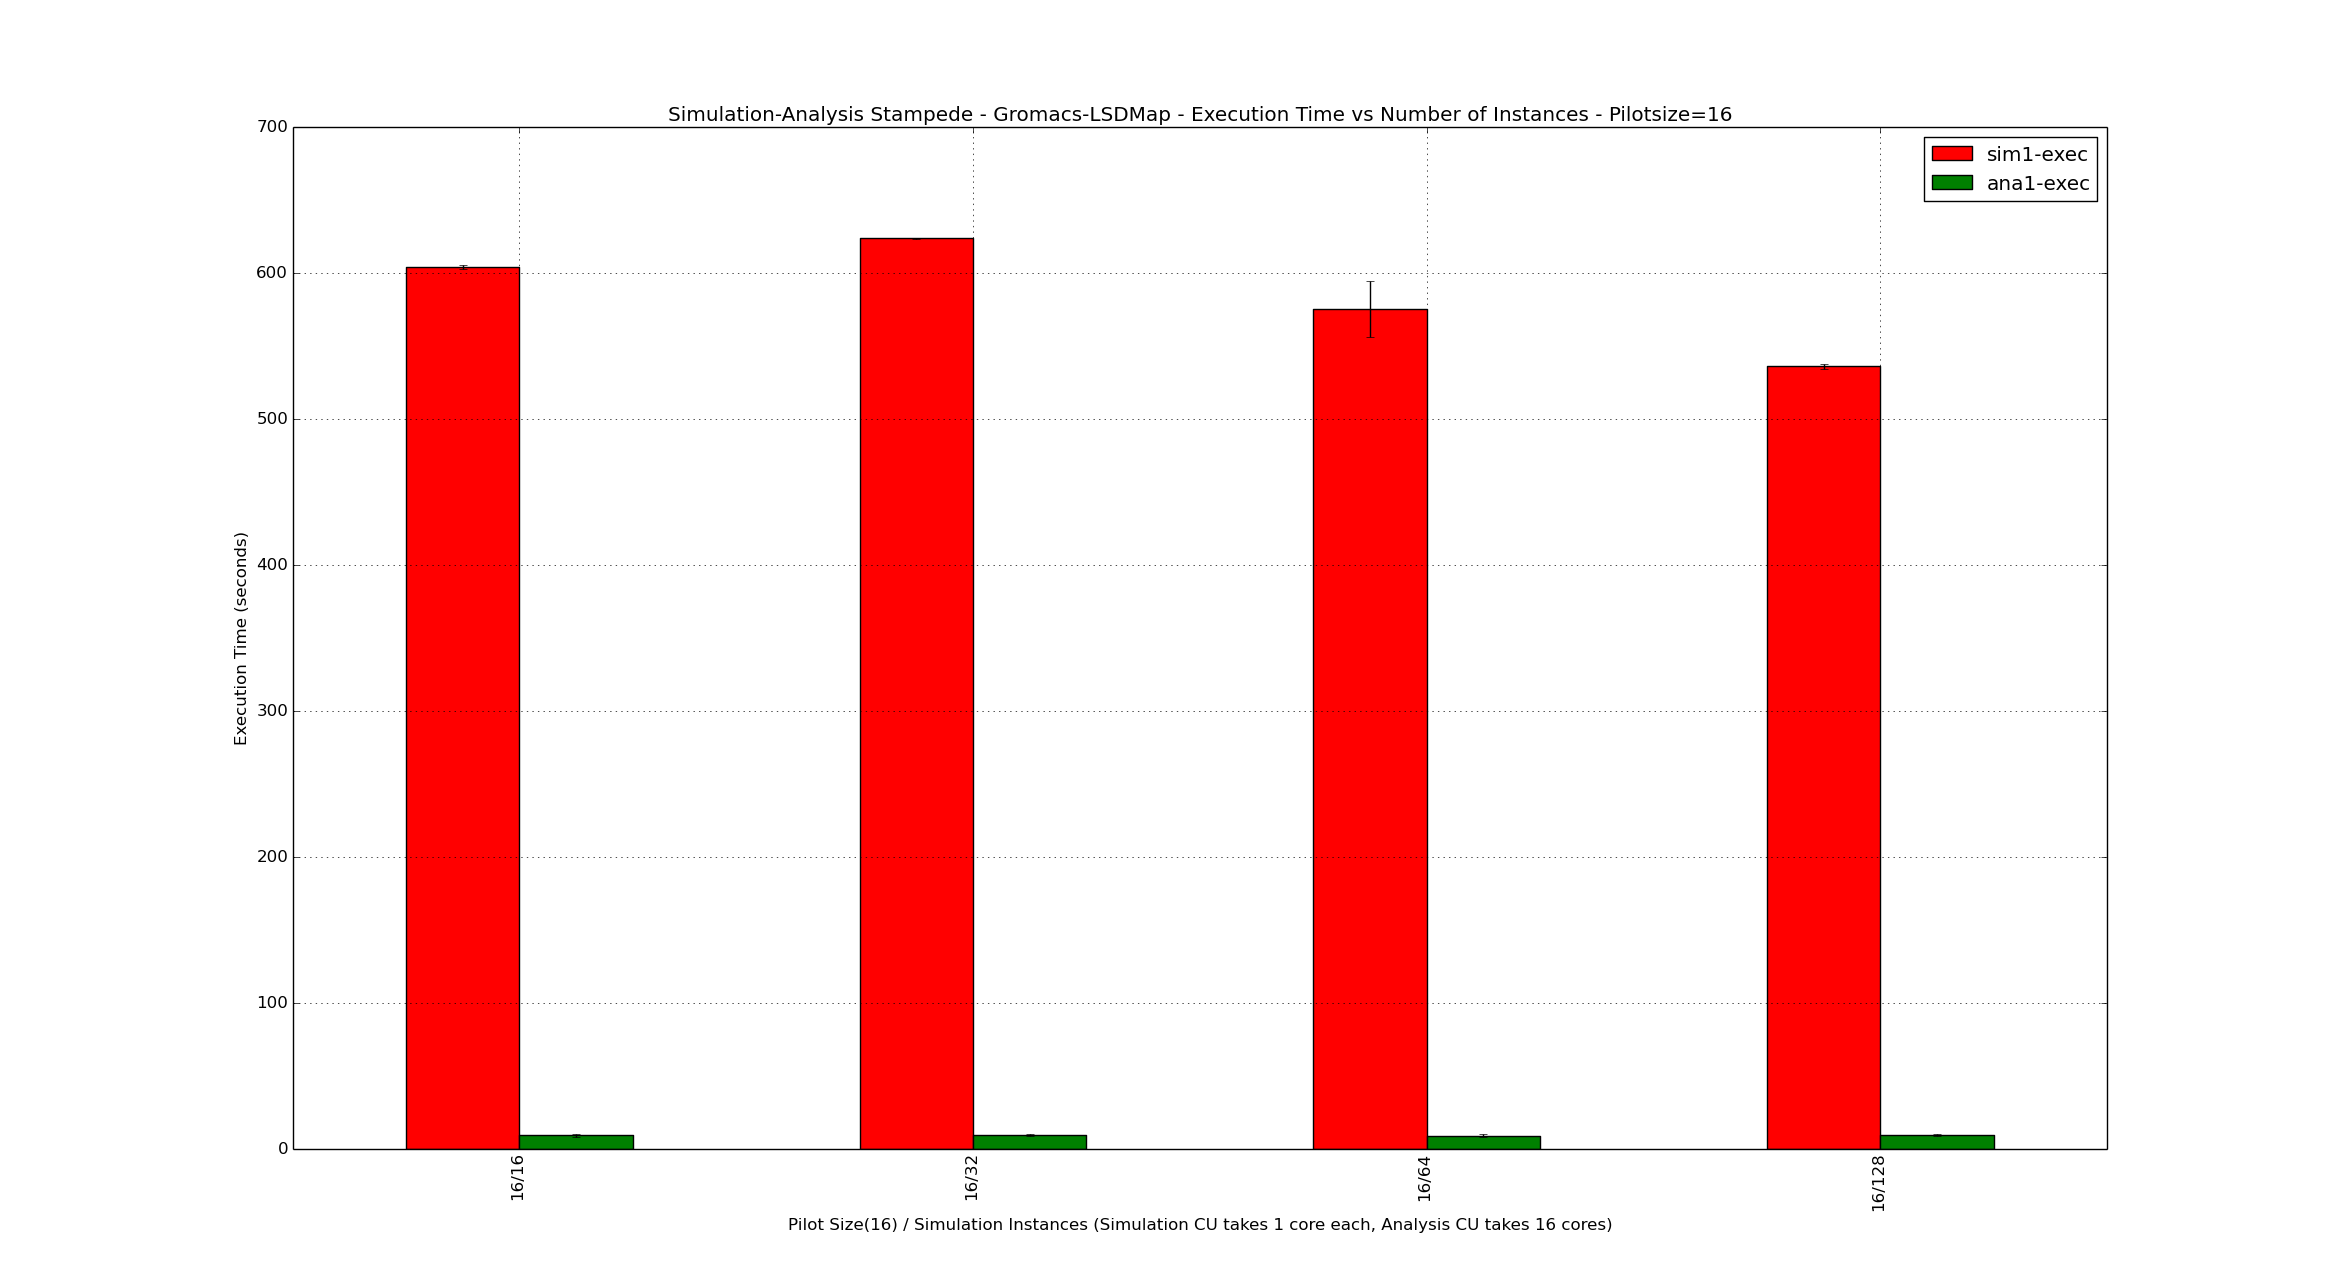 Simulation-Analysis Stampede - Gromacs-LSDMap - Execution Time vs Number of Instances - Pilotsize=16
sim1-exec
ana1-exec
700
600
500
400
300
200
100
0
Execution Time (seconds)
16/16
16/32
16/64
16/128
Pilot Size(16) / Simulation Instances (Simulation CU takes 1 core each, Analysis CU takes 16 cores)